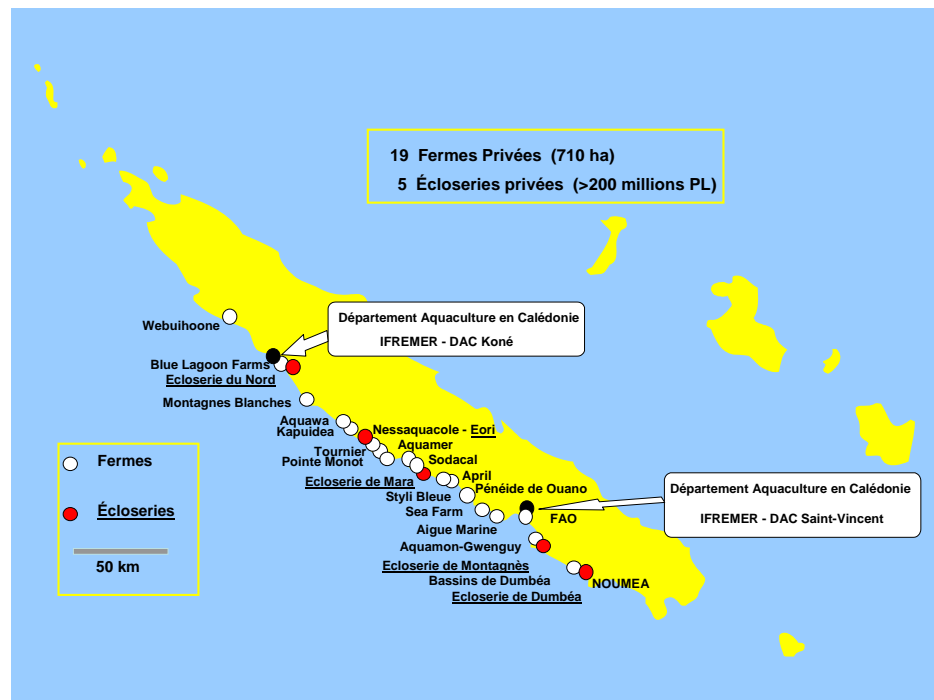 19 Fermes Privées (710 ha)
5 Écloseries privées (>200 millions PL)
Webuihoone
Département Aquaculture en Calédonie
IFREMER - DAC Koné
Blue Lagoon Farms
Ecloserie du Nord
Montagnes Blanches
Aquawa
Kapuidea
Nessaquacole - Eori
Tournier
Aquamer
Pointe Monot
Sodacal
Ecloserie de Mara
April
Styli Bleue
Pénéide de Ouano
Sea Farm
Aigue Marine
FAO
Département Aquaculture en Calédonie
IFREMER - DAC Saint-Vincent
Aquamon-Gwenguy
Ecloserie de Montagnès
Bassins de Dumbéa
NOUMEA
Ecloserie de Dumbéa
Fermes
Écloseries
50 km